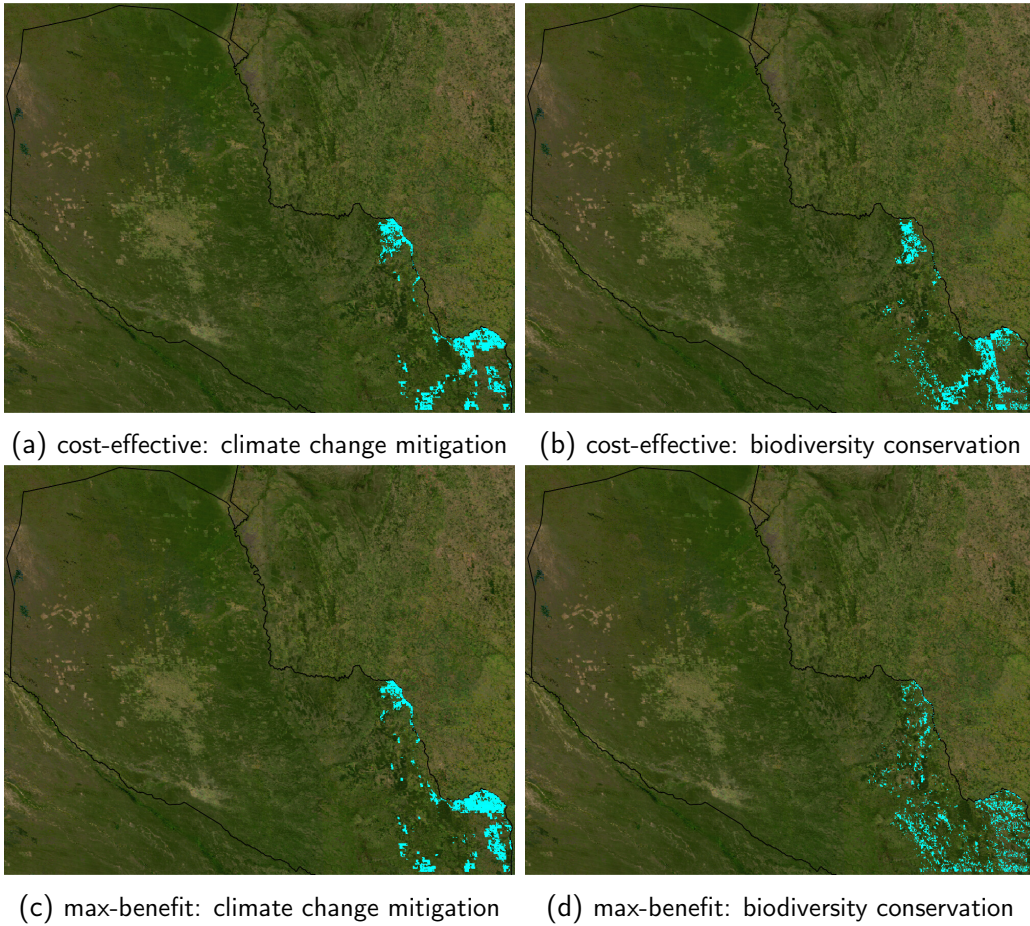 (a) cost-effective: climate change mitigation
(b) cost-effective: biodiversity conservation
(c) max-benefit: climate change mitigation
(d) max-benefit: biodiversity conservation